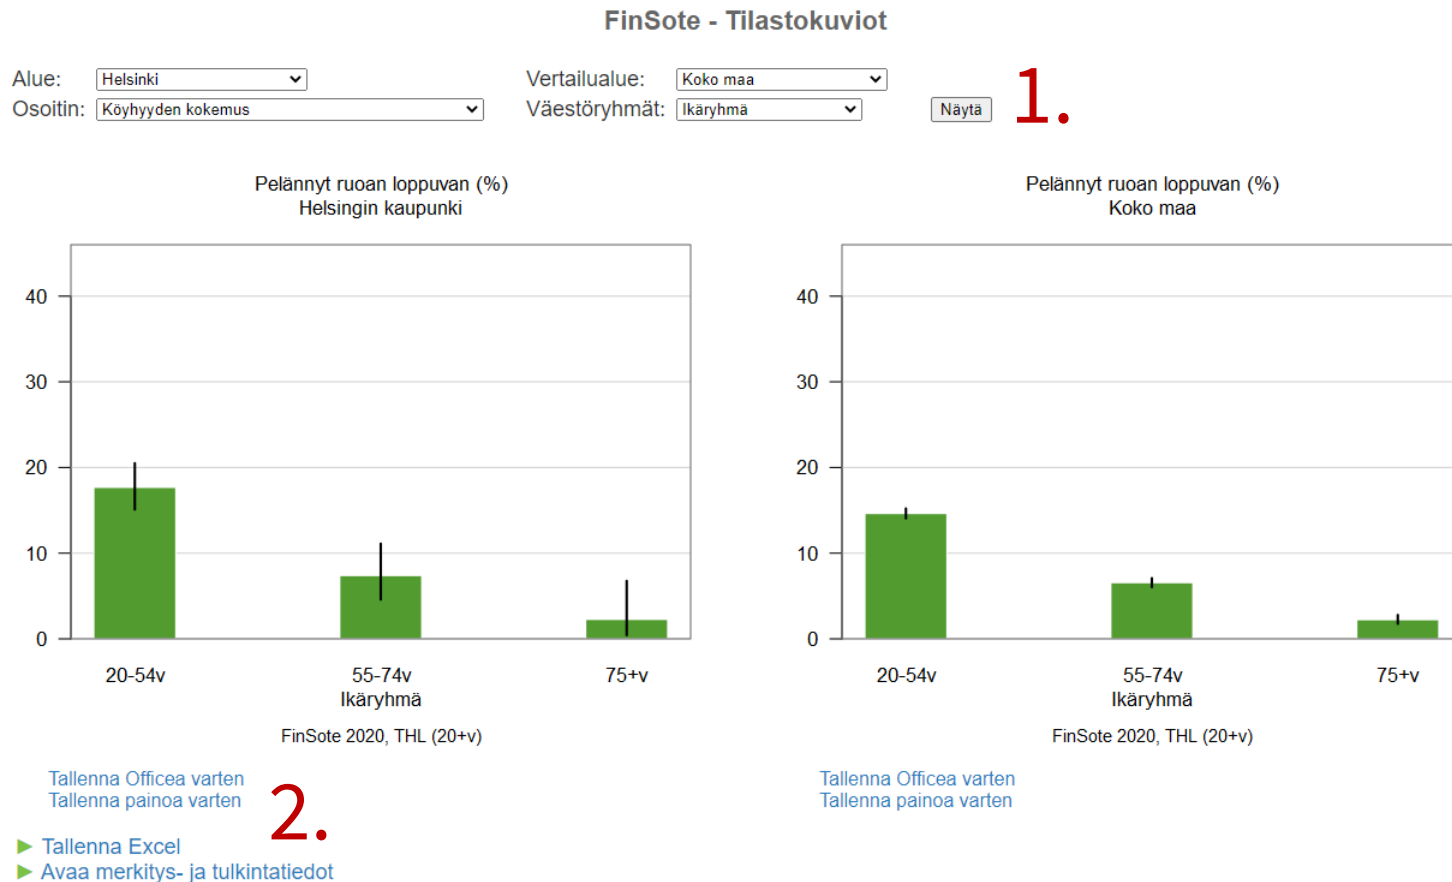 FinSote - Tilastokuviot
Alue: Helsinki Vertailualue: Koko maa
Osoitin: Köyhyyden kokemus Väestöryhmät: Ikäryhmä Näytä
1.
Pelännyt ruoan loppuvan (%)
Helsingin kaupunki
40
30
20
10
0
20-54v 55-74v 75+v
Ikäryhmä
FinSote 2020, THL (20+v)
Tallenna Officea varten
Tallenna painoa varten
Pelännyt ruoan loppuvan (%)
Koko maa
40
30
20
10
0
20-54v 55-74v 75+v
Ikäryhmä
FinSote 2020, THL (20+v)
Tallenna Officea varten
Tallenna painoa varten
2.
Tallenna Excel
Avaa merkitys- ja tulkintatiedot